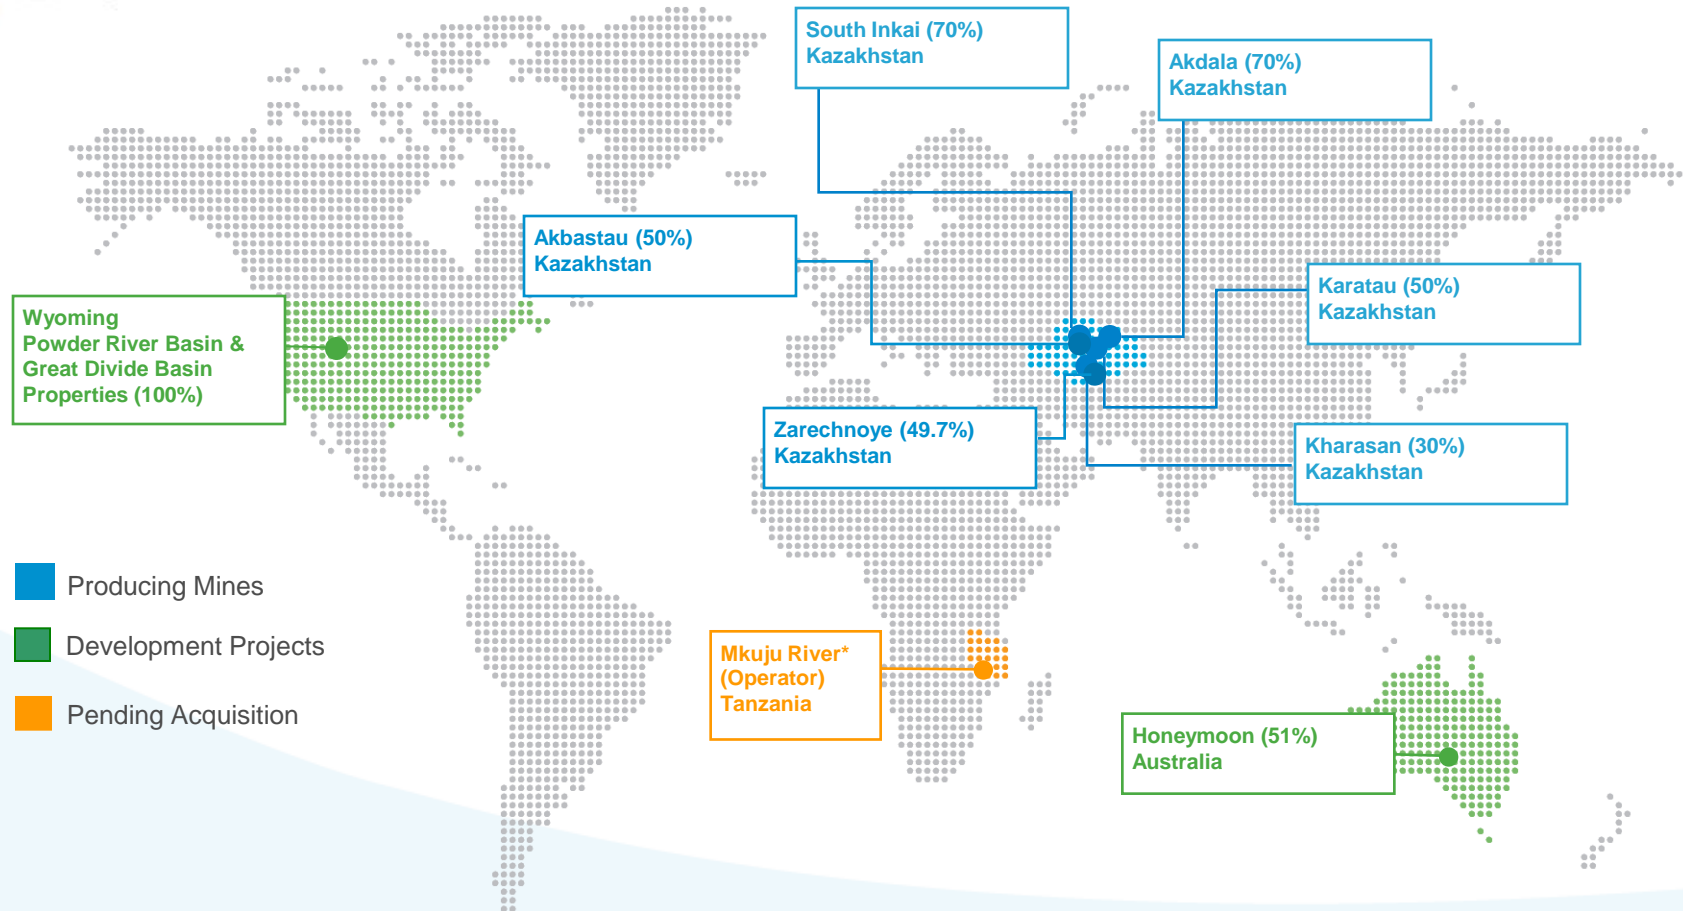 South Inkai (70%)
Kazakhstan
Akdala (70%)
Kazakhstan
Akbastau (50%)
Kazakhstan
Karatau (50%)
Kazakhstan
Wyoming
Powder River Basin &
Great Divide Basin
Properties (100%)
Zarechnoye (49.7%)
Kazakhstan
Kharasan (30%)
Kazakhstan
Producing Mines
Development Projects
Pending Acquisition
Mkuju River*
(Operator)
Tanzania
Honeymoon (51%)
Australia